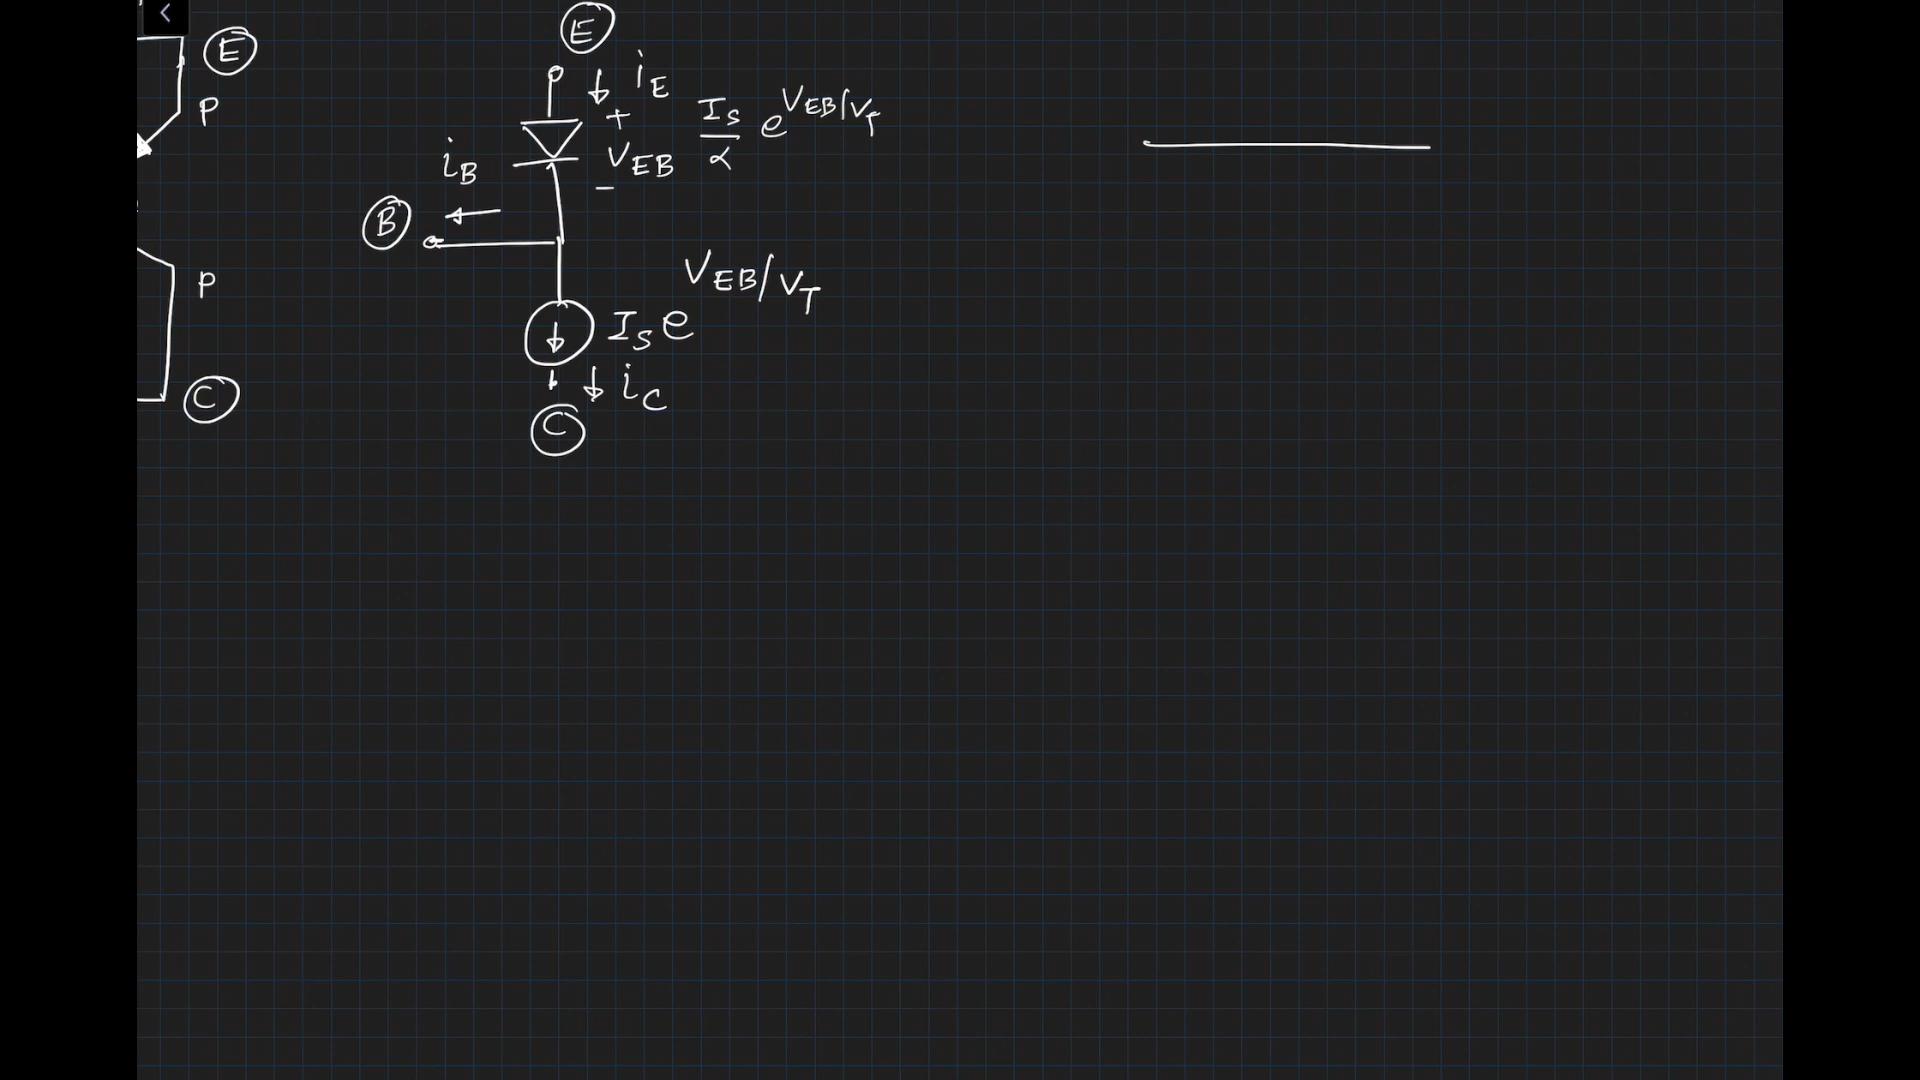 E
P
P
C
E
i_E
+
V_EB
−
I_S/α e^{V_EB/V_T}
i_B
B
I_S e^{V_EB/V_T}
i_C
C